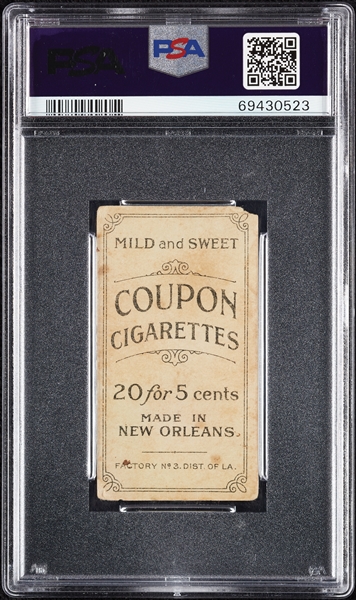 PSA
PSA
69430523
MILD and SWEET
COUPON
CIGARETTES
20 for 5 cents
MADE IN
NEW ORLEANS.
FACTORY Nº 3. DIST. OF LA.